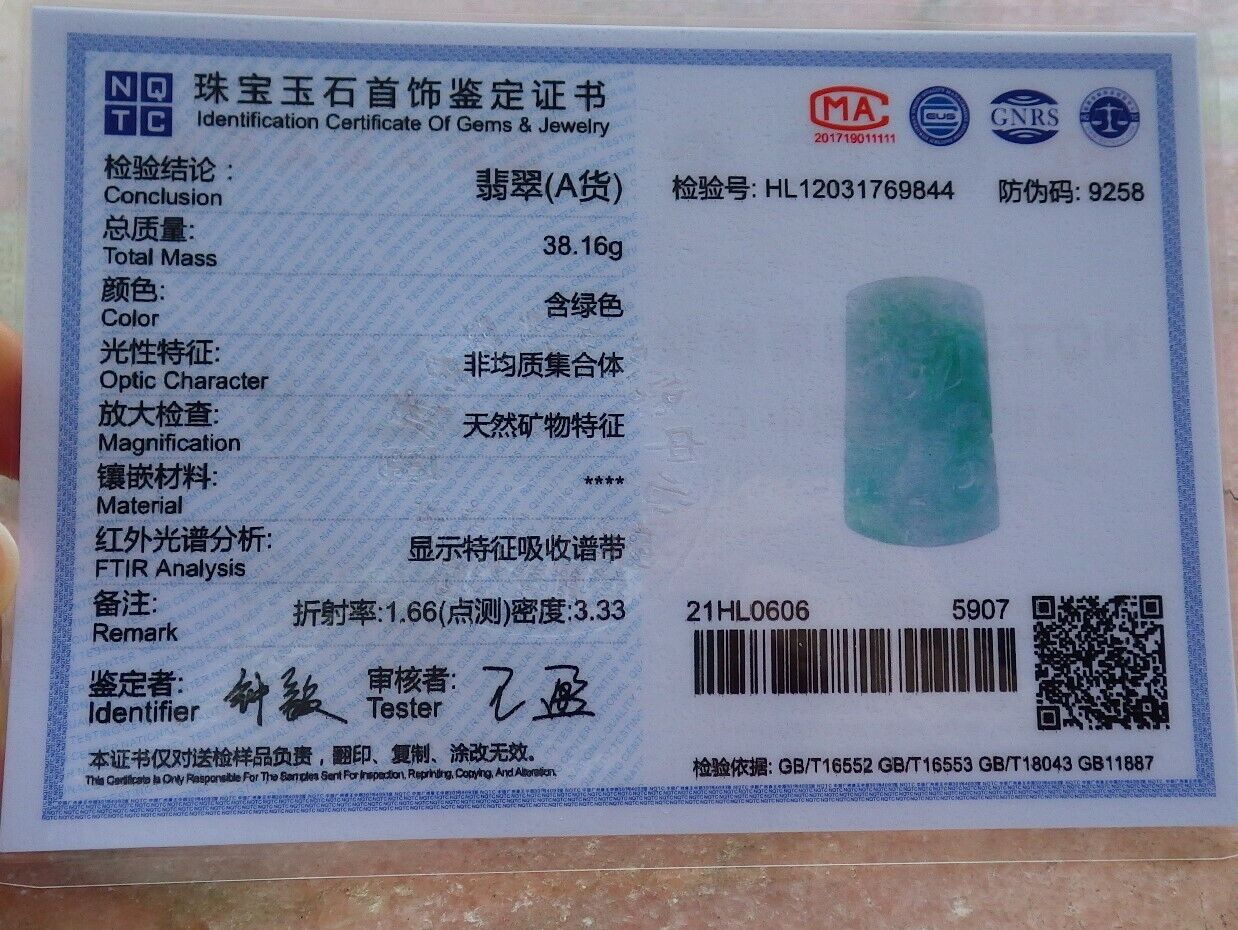 NQ
TC
珠宝玉石首饰鉴定证书
Identification Certificate Of Gems & Jewelry
检验结论：
Conclusion
翡翠(A货)
总质量:
Total Mass
38.16g
颜色:
Color
含绿色
光性特征:
Optic Character
非均质集合体
放大检查:
Magnification
天然矿物特征
镶嵌材料:
Material
****
红外光谱分析:
FTIR Analysis
显示特征吸收谱带
备注:
Remark
折射率:1.66(点测)密度:3.33
鉴定者:
Identifier
审核者:
Tester
本证书仅对送检样品负责，翻印、复制、涂改无效。
This Certificate Is Only Responsible For The Samples Sent For Inspection, Reprinting, Copying, And Alteration.
MA
201719011111
GUS
GNRS
检验号: HL12031769844 防伪码: 9258
21HL0606 5907
检验依据: GB/T16552 GB/T16553 GB/T18043 GB11887